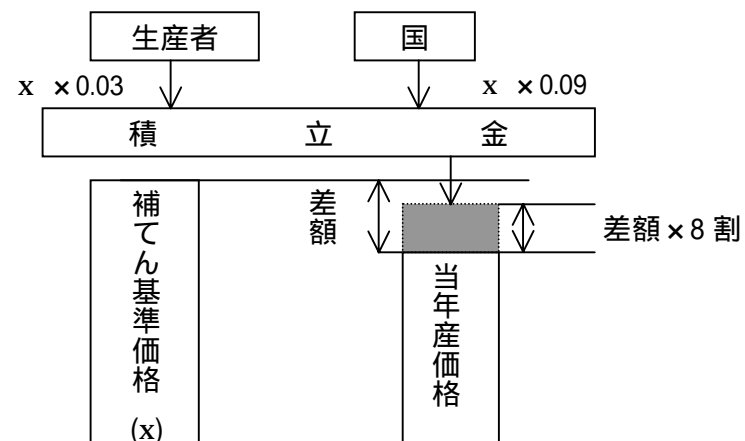 生産者
国
x ×0.03
x ×0.09
積 立 金
補てん基準価格
(x)
差額
差額×8割
当年産価格